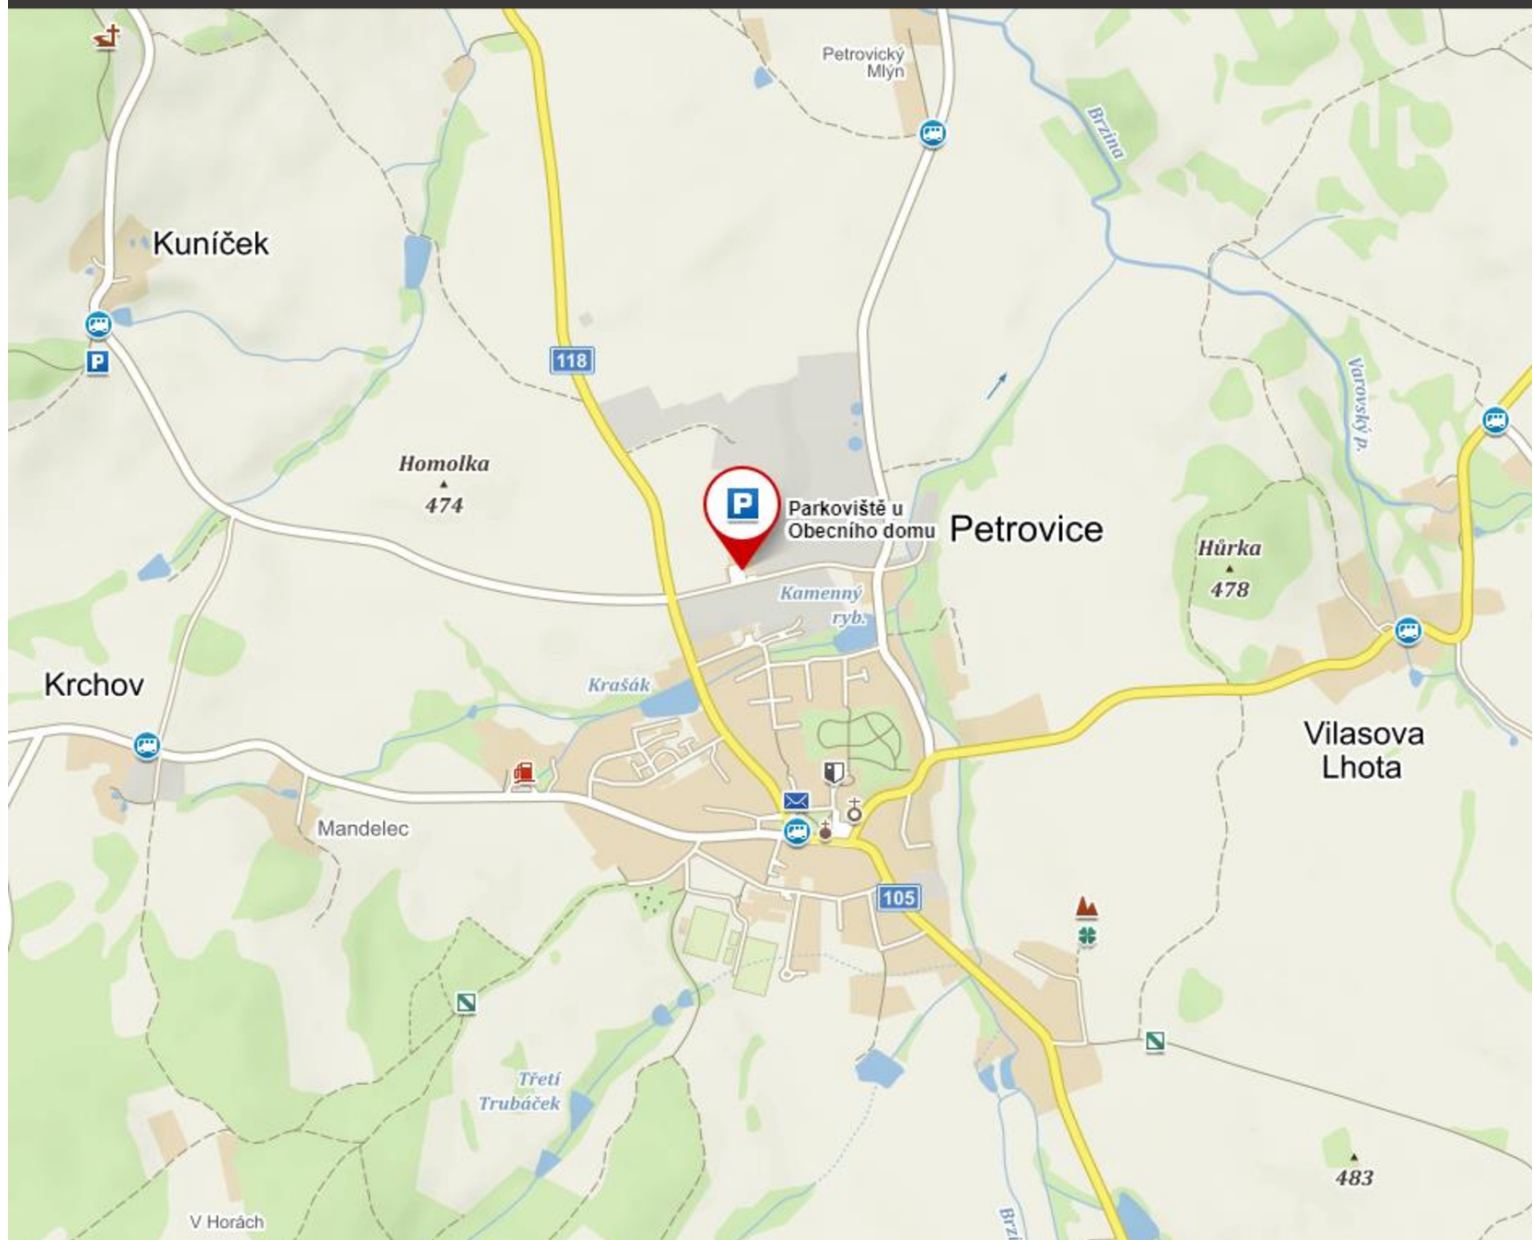 Petrovický
Mlýn
Brzina
Kuníček
118
Varovský p.
Homolka
474
P
P
Parkoviště u
Obecního domu
Petrovice
Hůrka
478
Kamenný
ryb.
Krašák
Krchov
Vilasova
Lhota
Mandelec
105
Třetí
Trubáček
483
V Horách
Brzi